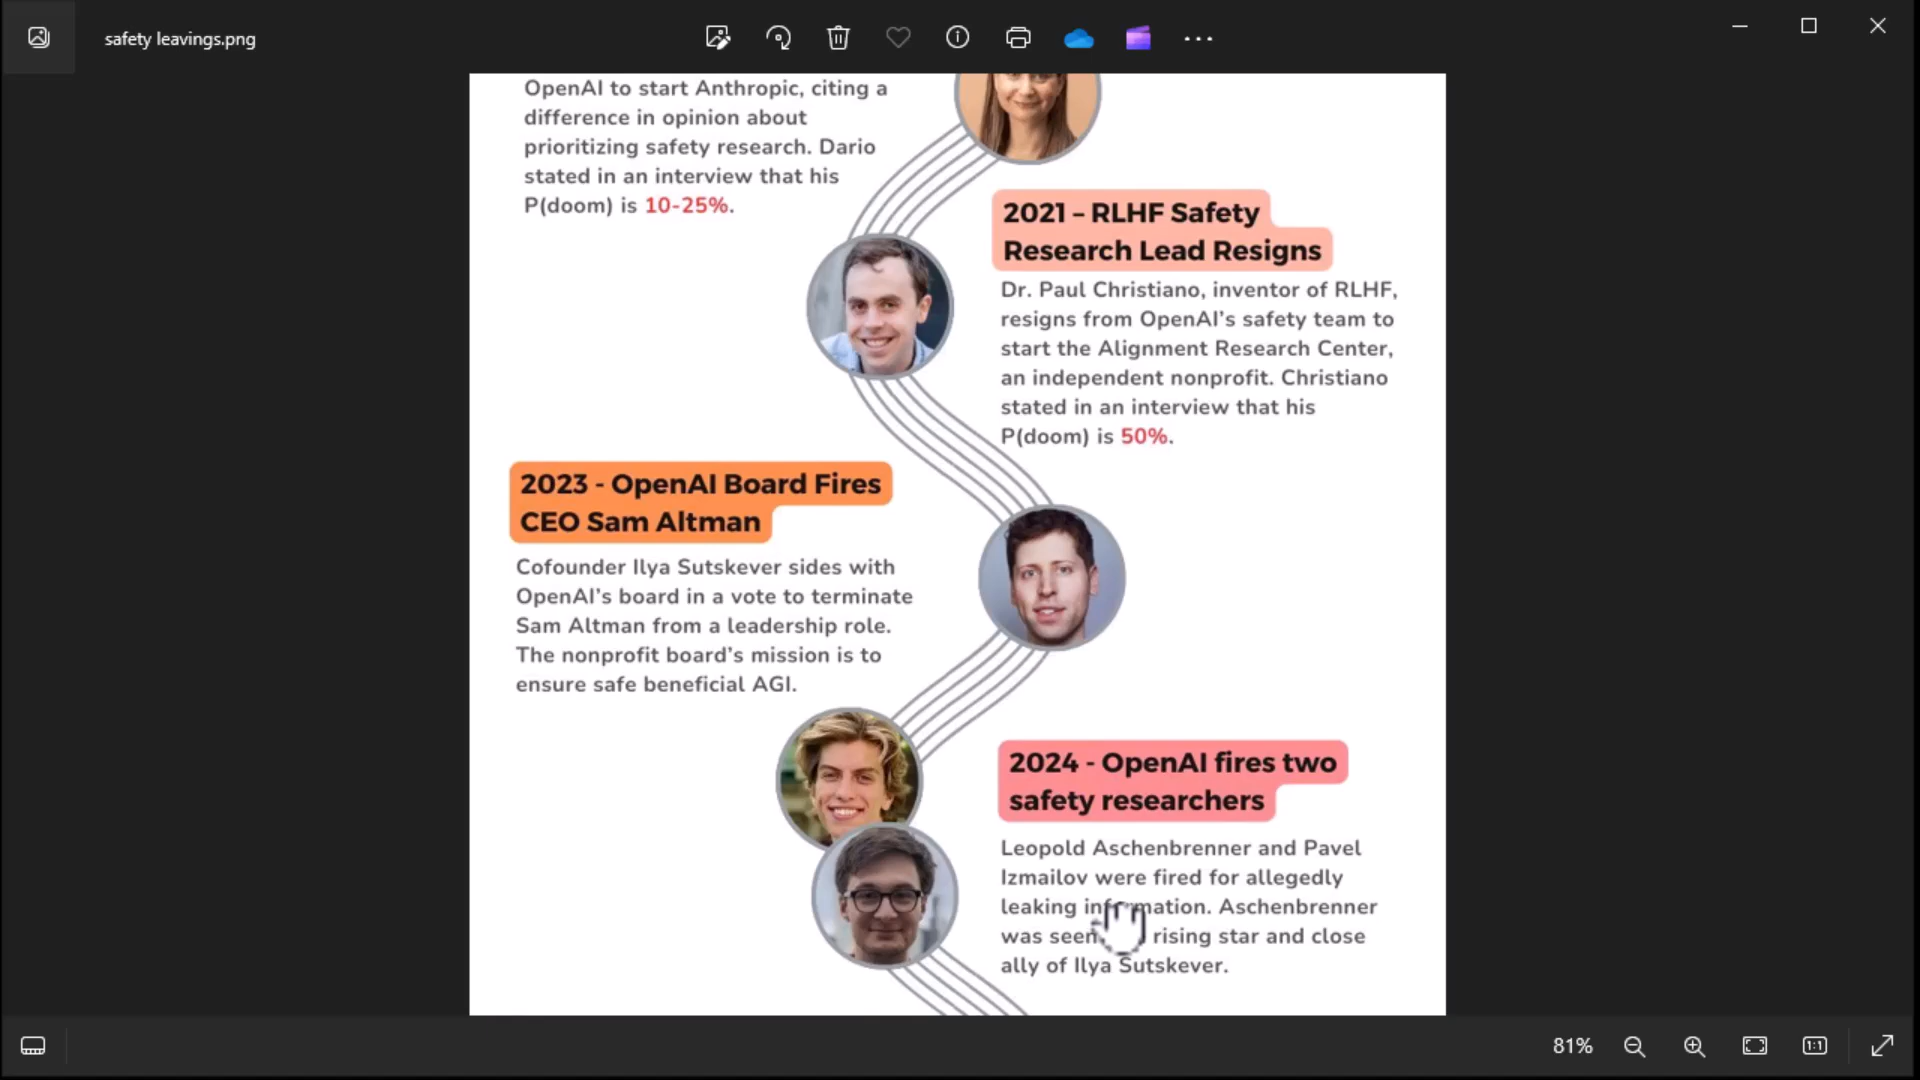 safety leavings.png
OpenAI to start Anthropic, citing a
difference in opinion about
prioritizing safety research. Dario
stated in an interview that his
P(doom) is 10-25%.
2021 – RLHF Safety
Research Lead Resigns
Dr. Paul Christiano, inventor of RLHF,
resigns from OpenAI's safety team to
start the Alignment Research Center,
an independent nonprofit. Christiano
stated in an interview that his
P(doom) is 50%.
2023 - OpenAI Board Fires
CEO Sam Altman
Cofounder Ilya Sutskever sides with
OpenAI's board in a vote to terminate
Sam Altman from a leadership role.
The nonprofit board's mission is to
ensure safe beneficial AGI.
2024 - OpenAI fires two
safety researchers
Leopold Aschenbrenner and Pavel
Izmailov were fired for allegedly
leaking information. Aschenbrenner
was seen rising star and close
ally of Ilya Sutskever.
81%
1:1